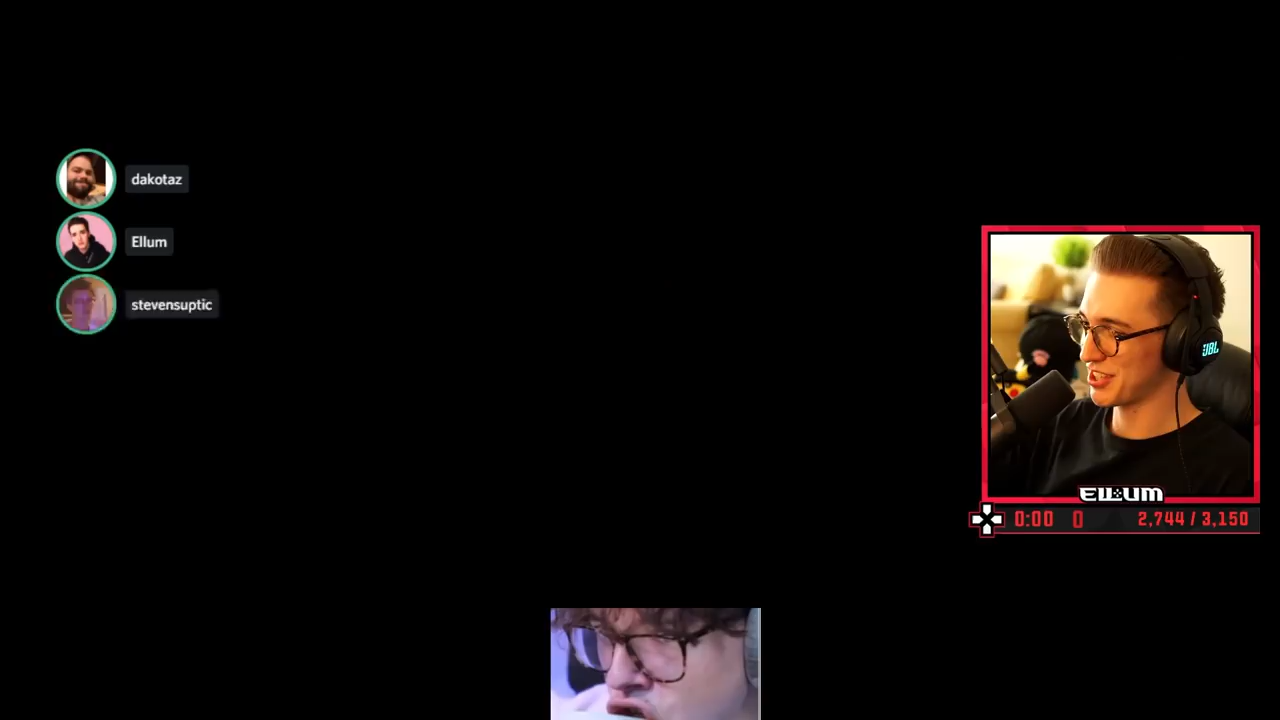 dakotaz
Ellum
stevensuptic
JBL
ELLUM
0:00 0 2,744 / 3,150